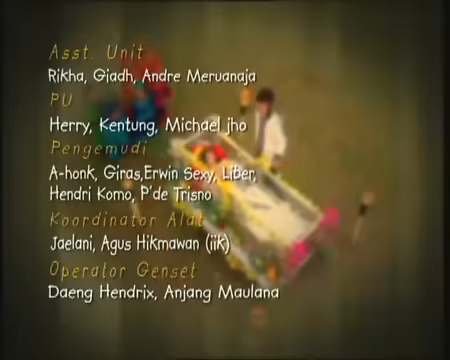 Asst. Unit
Rikha, Giadh, Andre Meruanaja
PU
Herry, Kentung, Michael jho
Pengemudi
A-honk, Giras,Erwin Sexy, Liber,
Hendri Komo, P'de Trisno
Koordinator Alat
Jaelani, Agus Hikmawan (iik)
Operator Genset
Daeng Hendrix, Anjang Maulana